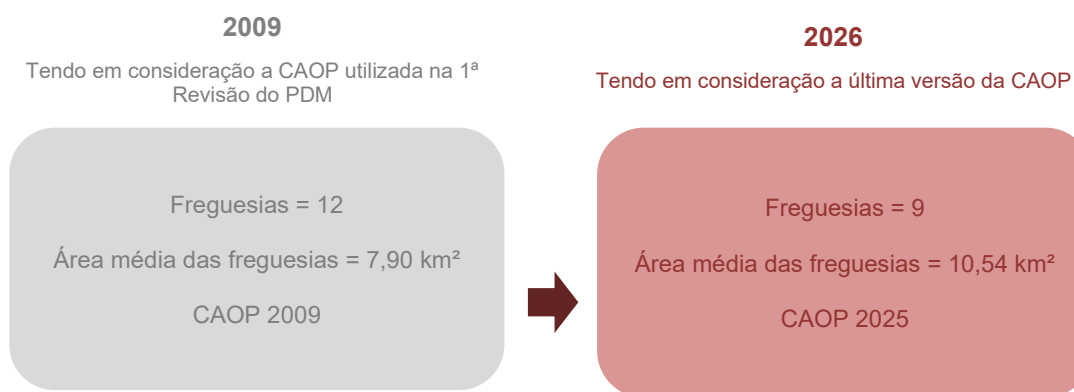 2009
Tendo em consideração a CAOP utilizada na 1ª
Revisão do PDM
Freguesias = 12
Área média das freguesias = 7,90 km²
CAOP 2009
2026
Tendo em consideração a última versão da CAOP
Freguesias = 9
Área média das freguesias = 10,54 km²
CAOP 2025